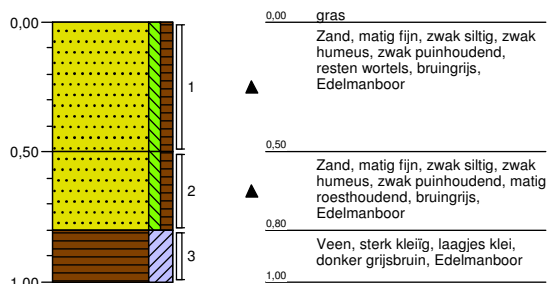 0,00
0,00 gras
Zand, matig fijn, zwak siltig, zwak
humeus, zwak puinhoudend,
resten wortels, bruingrijs,
Edelmanboor
1
0,50
0,50
Zand, matig fijn, zwak siltig, zwak
humeus, zwak puinhoudend, matig
roesthoudend, bruingrijs,
Edelmanboor
2
0,80
Veen, sterk kleiïg, laagjes klei,
donker grijsbruin, Edelmanboor
3
1,00
1,00